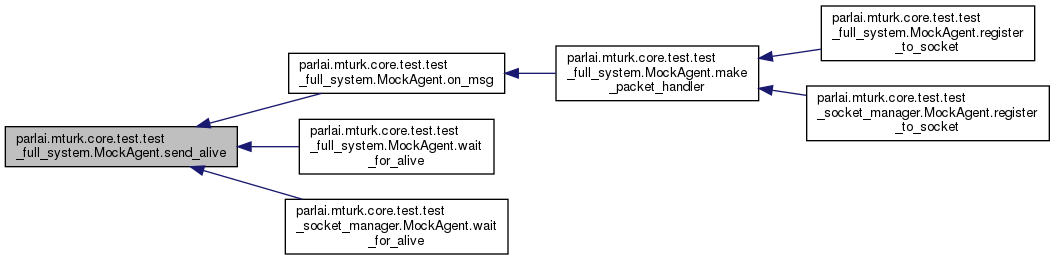 parlai.mturk.core.test.test
_full_system.MockAgent.send_alive
parlai.mturk.core.test.test
_full_system.MockAgent.on_msg
parlai.mturk.core.test.test
_full_system.MockAgent.wait
_for_alive
parlai.mturk.core.test.test
_socket_manager.MockAgent.wait
_for_alive
parlai.mturk.core.test.test
_full_system.MockAgent.make
_packet_handler
parlai.mturk.core.test.test
_full_system.MockAgent.register
_to_socket
parlai.mturk.core.test.test
_socket_manager.MockAgent.register
_to_socket